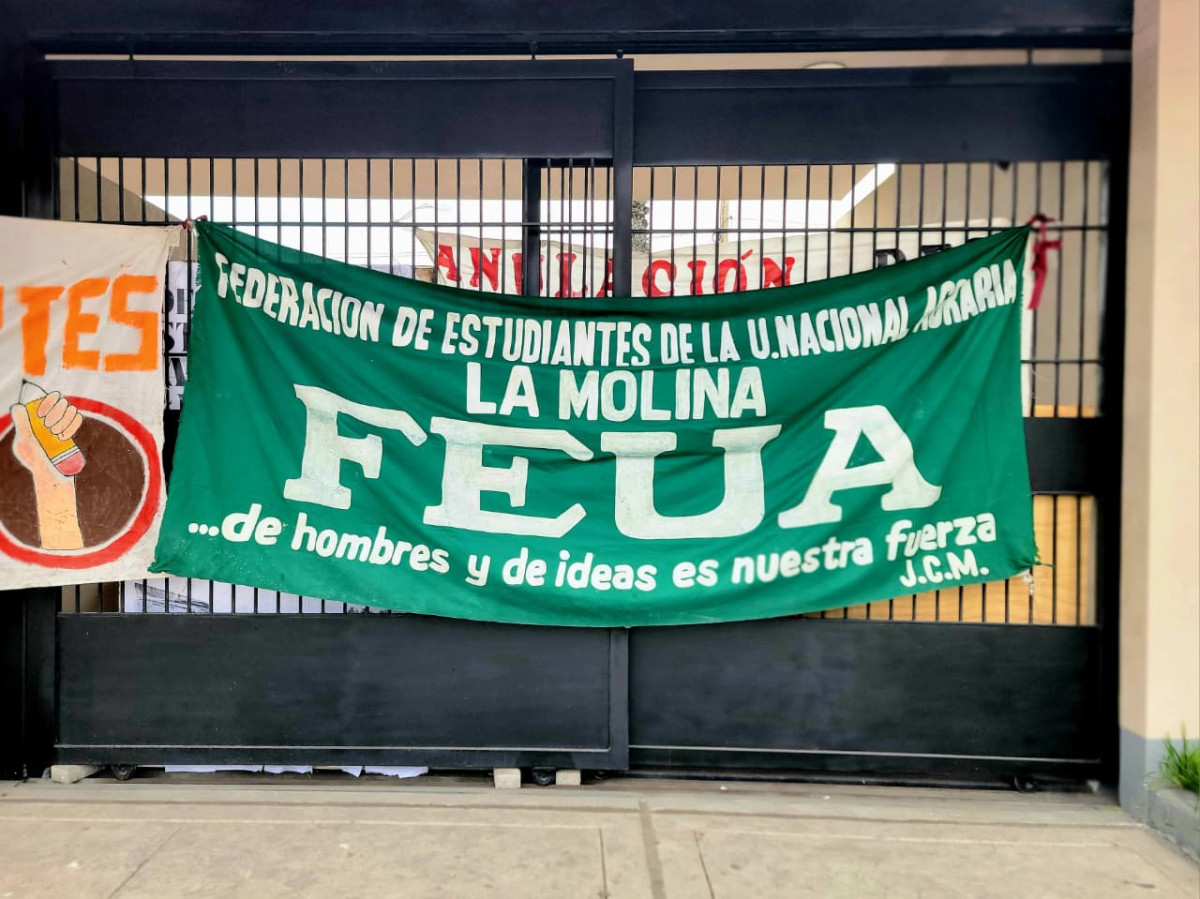 TES
ANULACIÓN
FEDERACION DE ESTUDIANTES DE LA U.NACIONAL AGRARIA
LA MOLINA
FEUA
...de hombres y de ideas es nuestra fuerza
J.C.M.